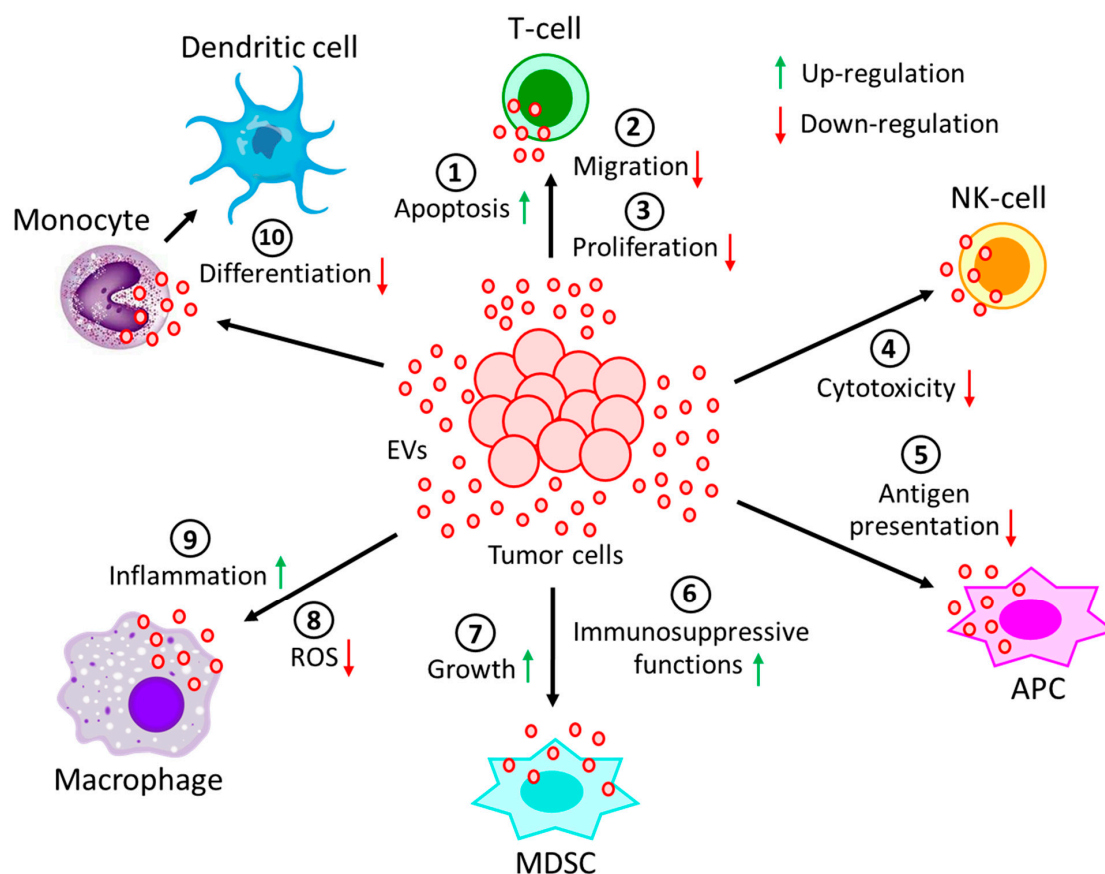 T-cell
Dendritic cell
Up-regulation
Down-regulation
2
Migration
1
Apoptosis
3
Proliferation
NK-cell
Monocyte
10
Differentiation
4
Cytotoxicity
EVs
5
Antigen
presentation
Tumor cells
9
Inflammation
8
ROS
7
Growth
6
Immunosuppressive
functions
APC
Macrophage
MDSC